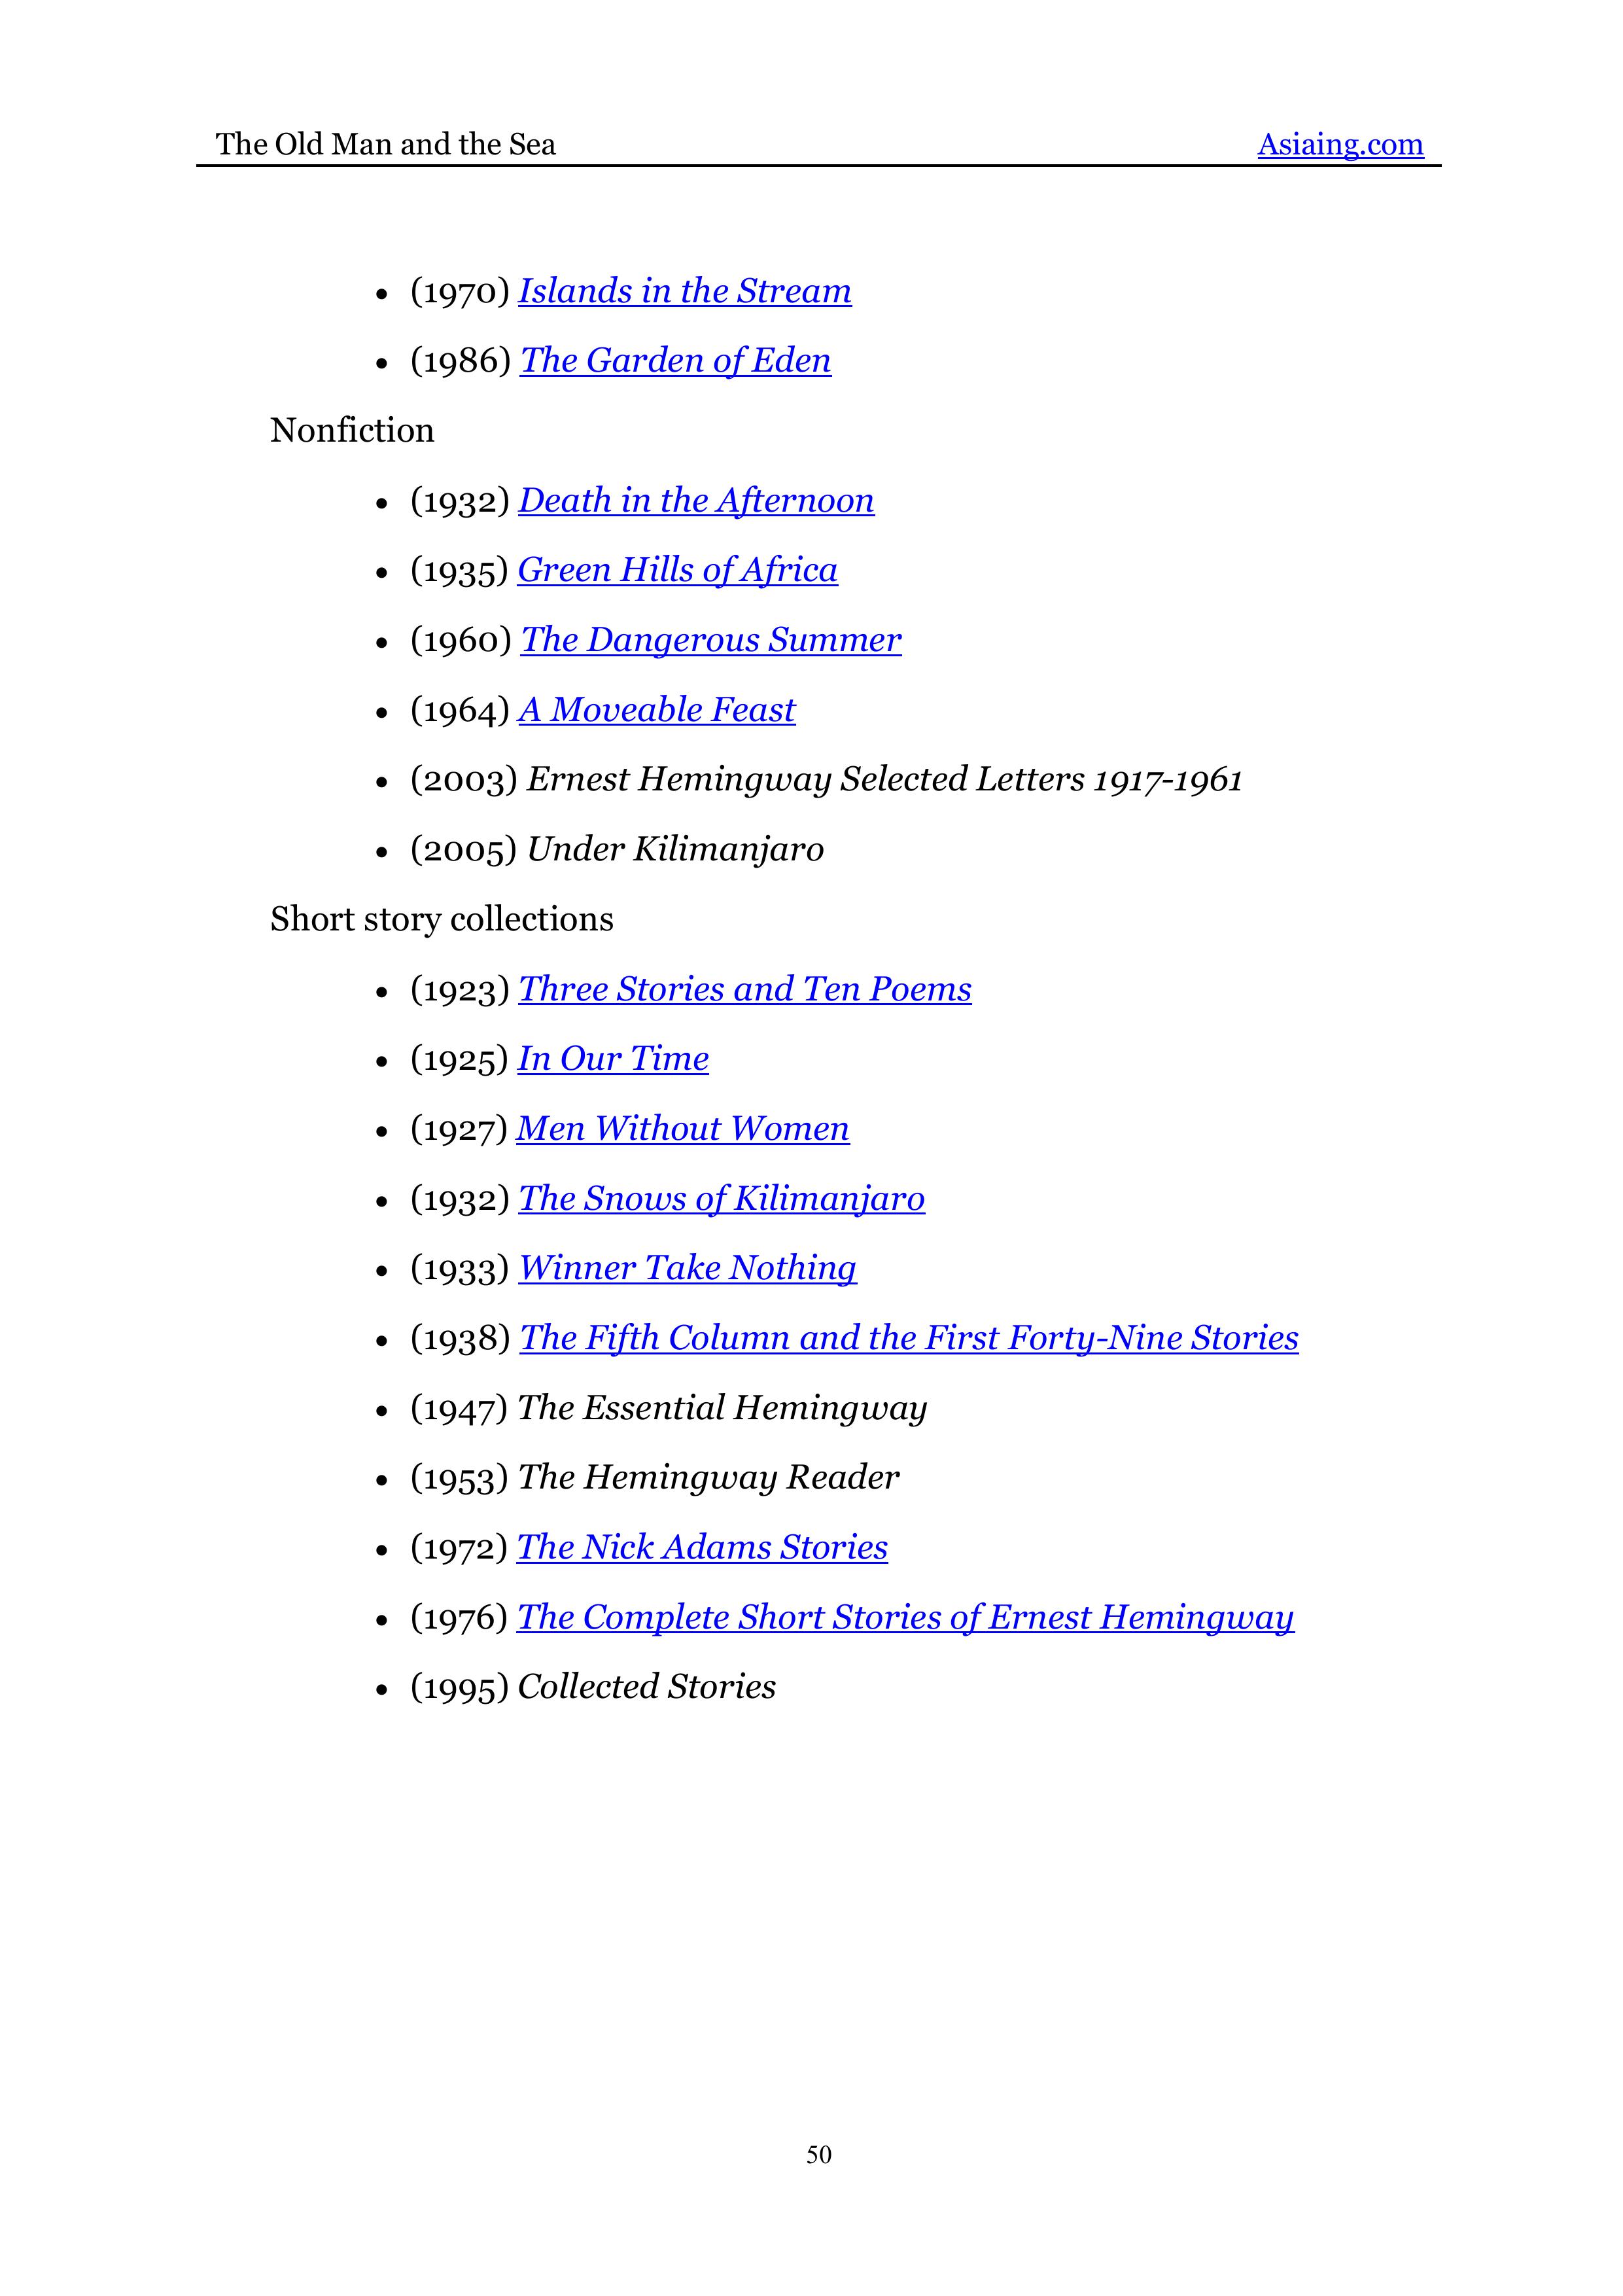 The Old Man and the Sea Asiaing.com
• (1970) Islands in the Stream
• (1986) The Garden of Eden
Nonfiction
• (1932) Death in the Afternoon
• (1935) Green Hills of Africa
• (1960) The Dangerous Summer
• (1964) A Moveable Feast
• (2003) Ernest Hemingway Selected Letters 1917-1961
• (2005) Under Kilimanjaro
Short story collections
• (1923) Three Stories and Ten Poems
• (1925) In Our Time
• (1927) Men Without Women
• (1932) The Snows of Kilimanjaro
• (1933) Winner Take Nothing
• (1938) The Fifth Column and the First Forty-Nine Stories
• (1947) The Essential Hemingway
• (1953) The Hemingway Reader
• (1972) The Nick Adams Stories
• (1976) The Complete Short Stories of Ernest Hemingway
• (1995) Collected Stories
50